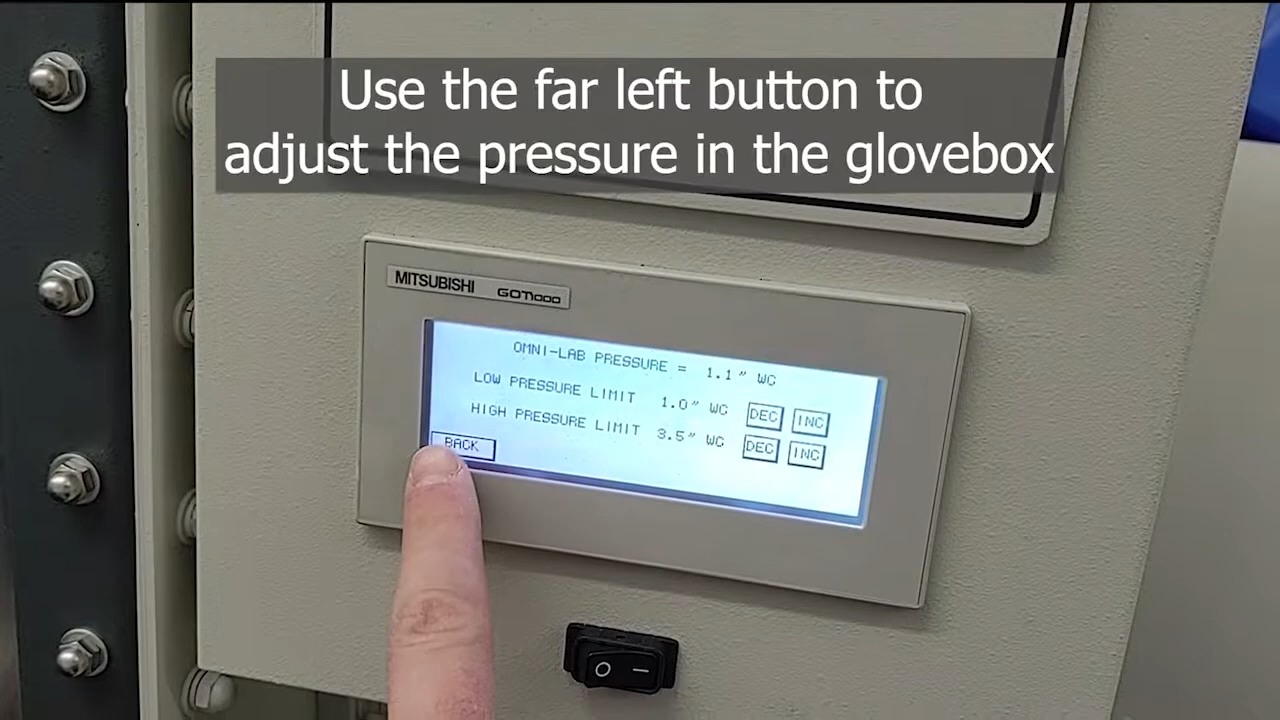 Use the far left button to
adjust the pressure in the glovebox
MITSUBISHI GOT1000
OMNI-LAB PRESSURE = 1.1" WC
LOW PRESSURE LIMIT 1.0" WC DEC INC
HIGH PRESSURE LIMIT 3.5" WC DEC INC
BACK